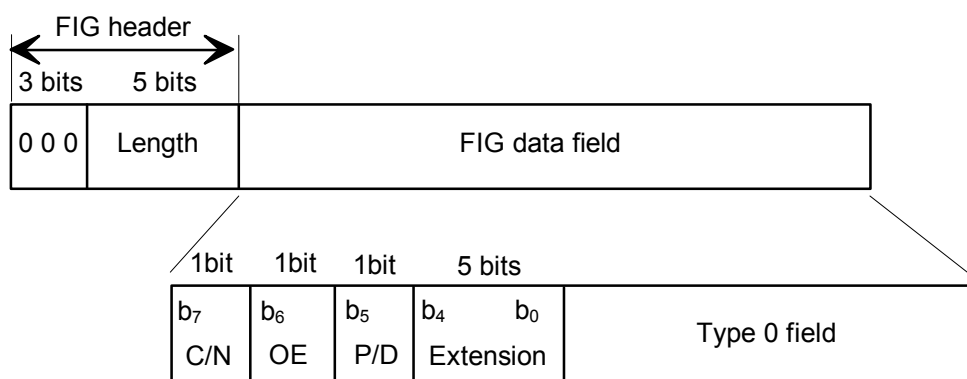 FIG header
3 bits 5 bits
0 0 0 Length FIG data field
1bit 1bit 1bit 5 bits
b7 b6 b5 b4 b0
C/N OE P/D Extension Type 0 field